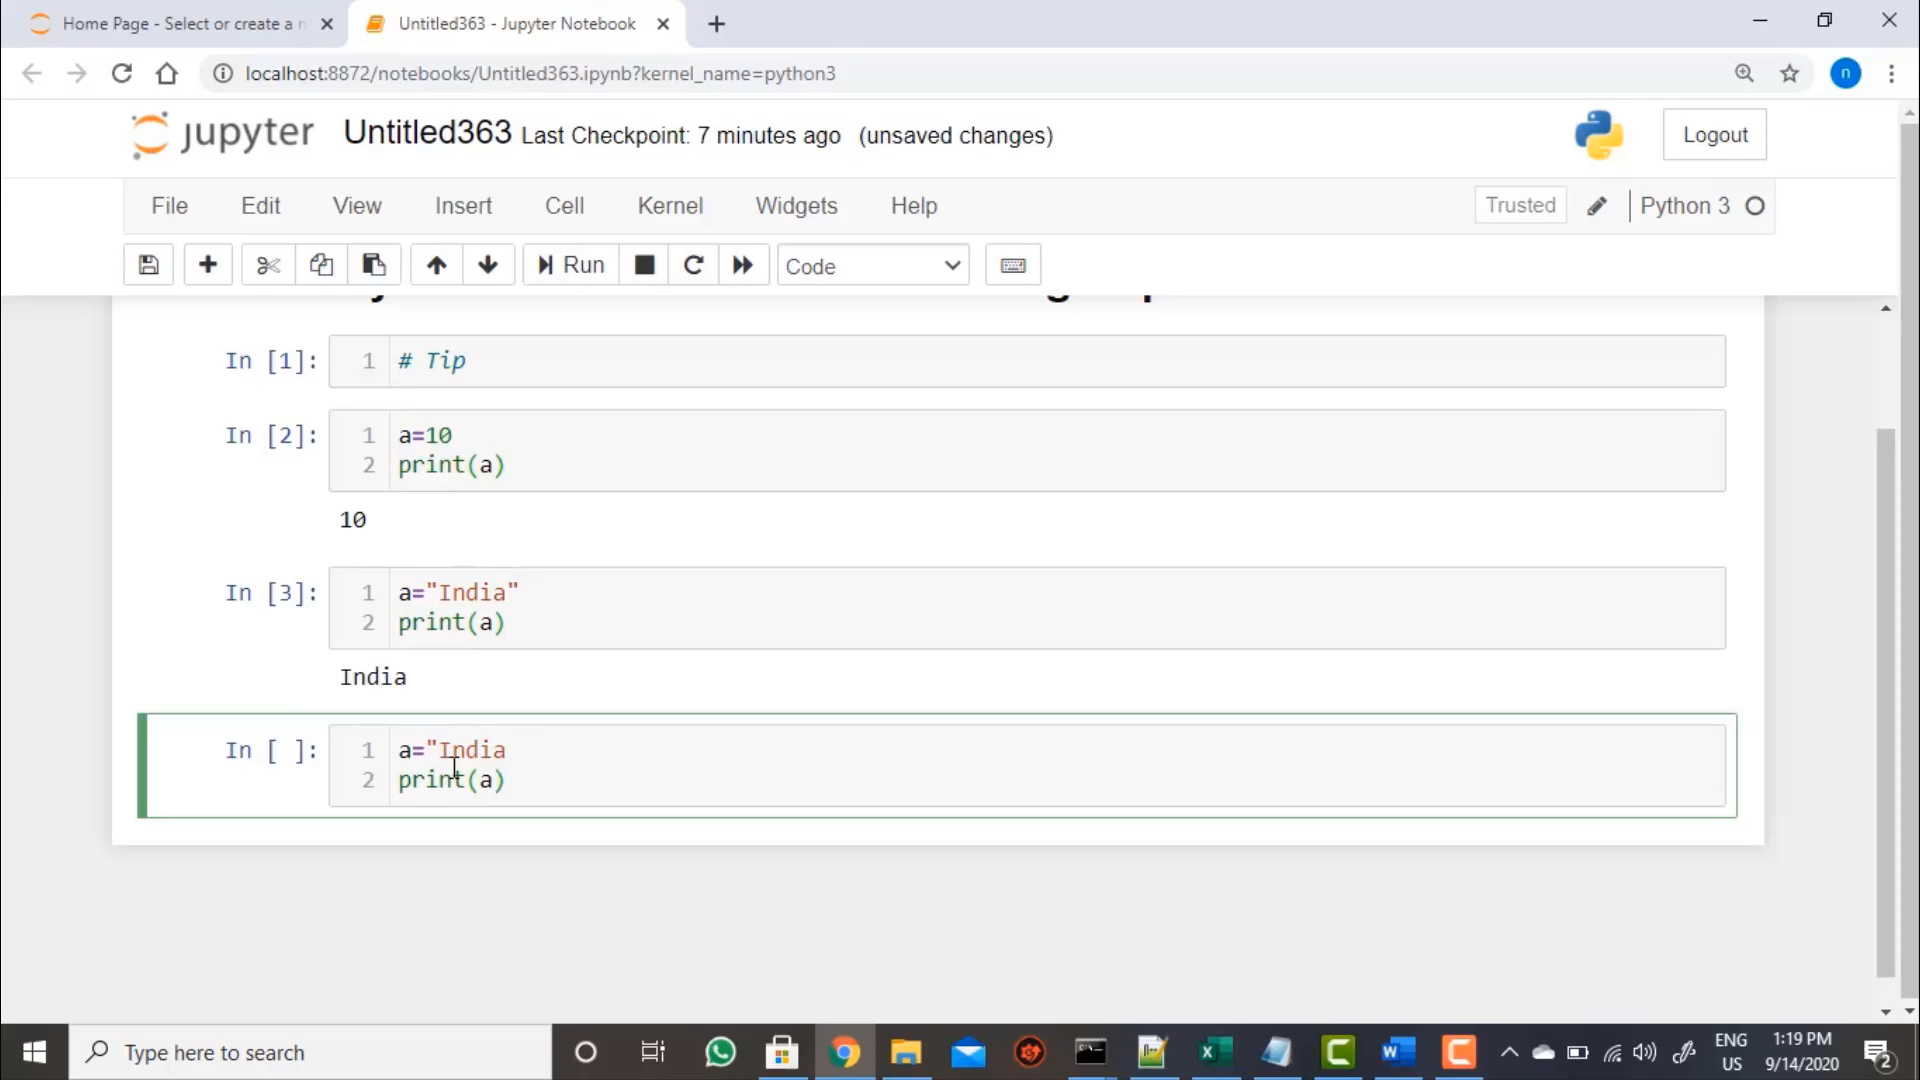 Home Page - Select or create a n
Untitled363 - Jupyter Notebook
localhost:8872/notebooks/Untitled363.ipynb?kernel_name=python3
n
jupyter Untitled363 Last Checkpoint: 7 minutes ago (unsaved changes)
Logout
File Edit View Insert Cell Kernel Widgets Help
Trusted Python 3
Run Code
In [1]: 1 # Tip
In [2]: 1 a=10
2 print(a)
10
In [3]: 1 a="India"
2 print(a)
India
In [ ]: 1 a="India
2 print(a)
Type here to search
ENG 1:19 PM
US 9/14/2020
2